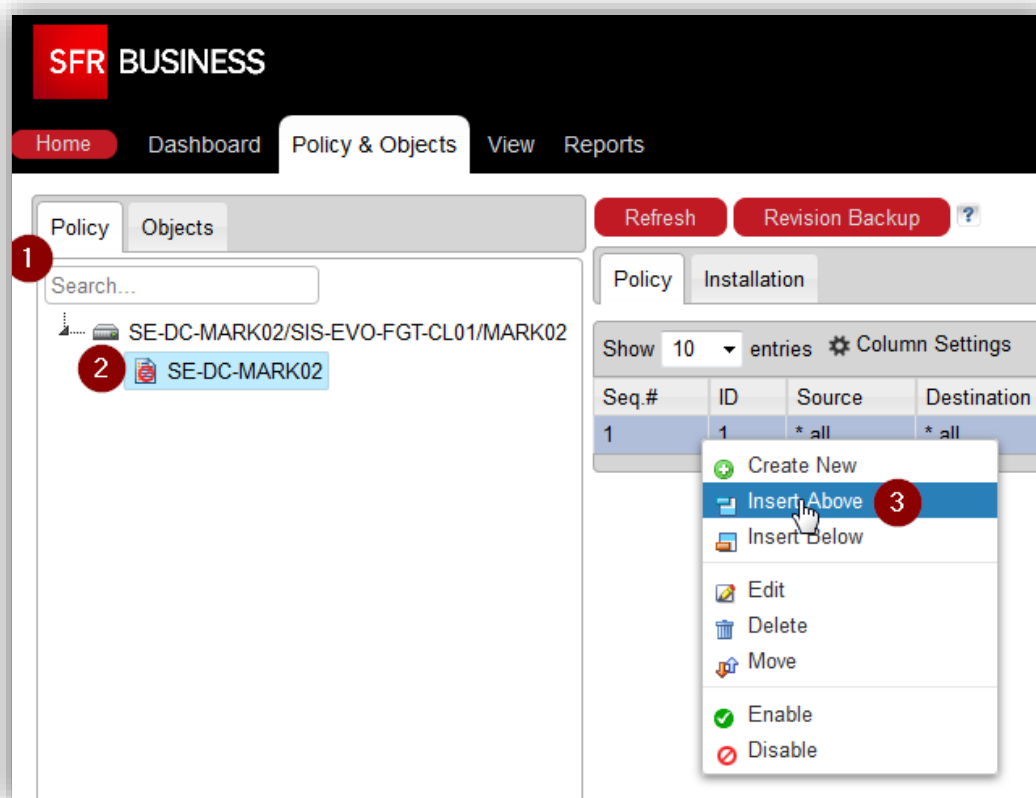 SFR BUSINESS
Home Dashboard Policy & Objects View Reports
Policy Objects
1
Search...
SE-DC-MARK02/SIS-EVO-FGT-CL01/MARK02
2 SE-DC-MARK02
Refresh Revision Backup ?
Policy Installation
Show 10 entries Column Settings
Seq.# ID Source Destination
1 1 * all * all
Create New
Insert Above 3
Insert Below
Edit
Delete
Move
Enable
Disable